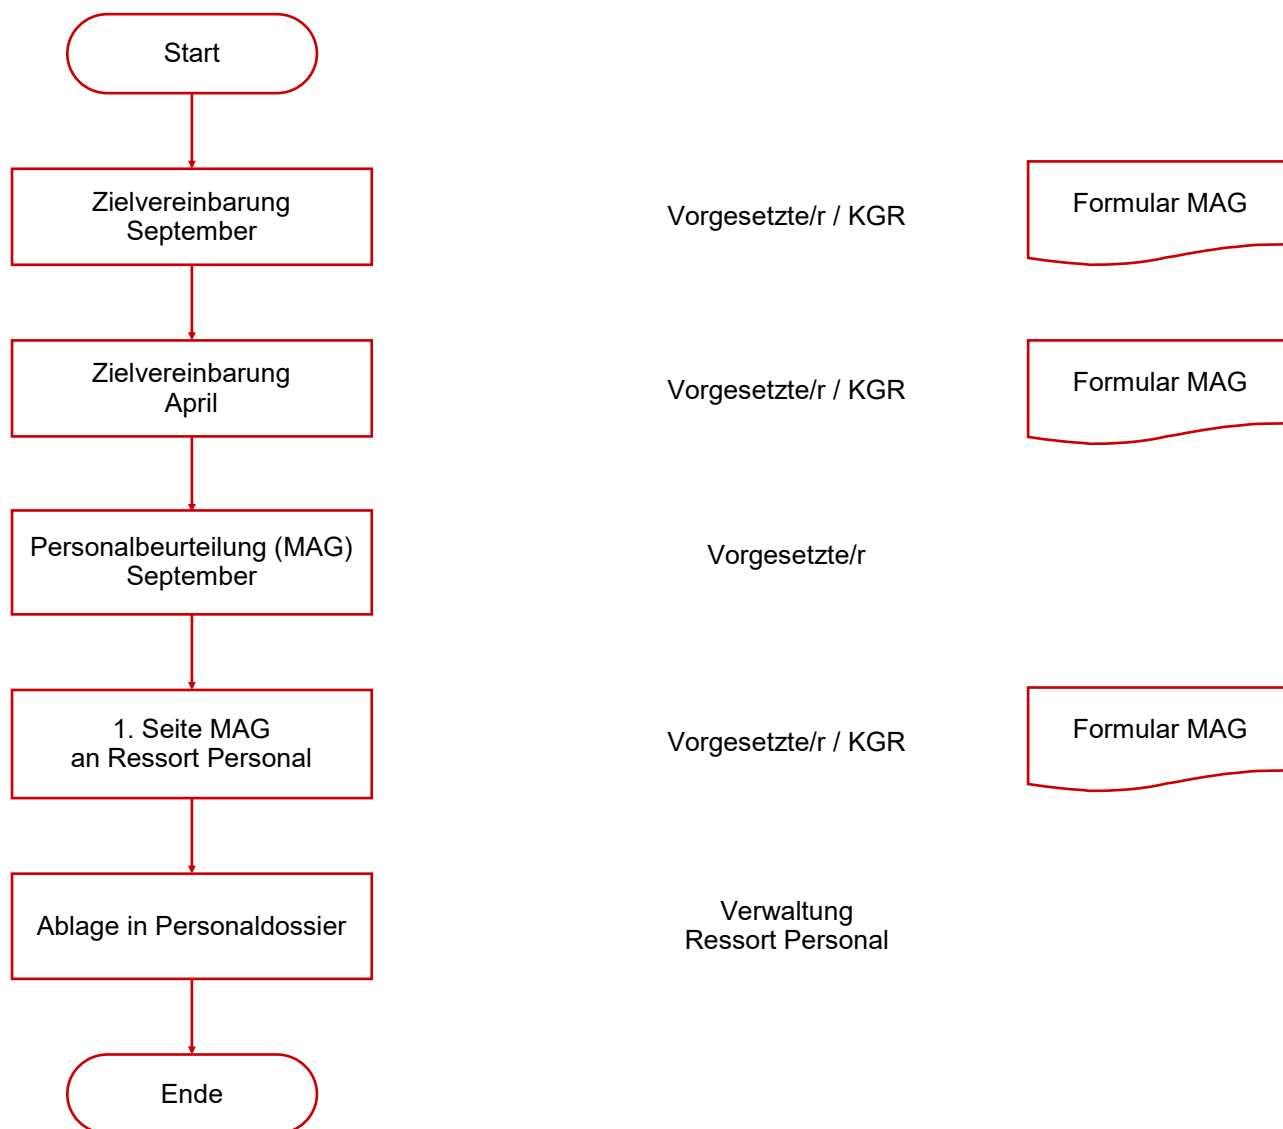 Start
Zielvereinbarung
September
Vorgesetzte/r / KGR
Formular MAG
Zielvereinbarung
April
Vorgesetzte/r / KGR
Formular MAG
Personalbeurteilung (MAG)
September
Vorgesetzte/r
1. Seite MAG
an Ressort Personal
Vorgesetzte/r / KGR
Formular MAG
Ablage in Personaldossier
Verwaltung
Ressort Personal
Ende